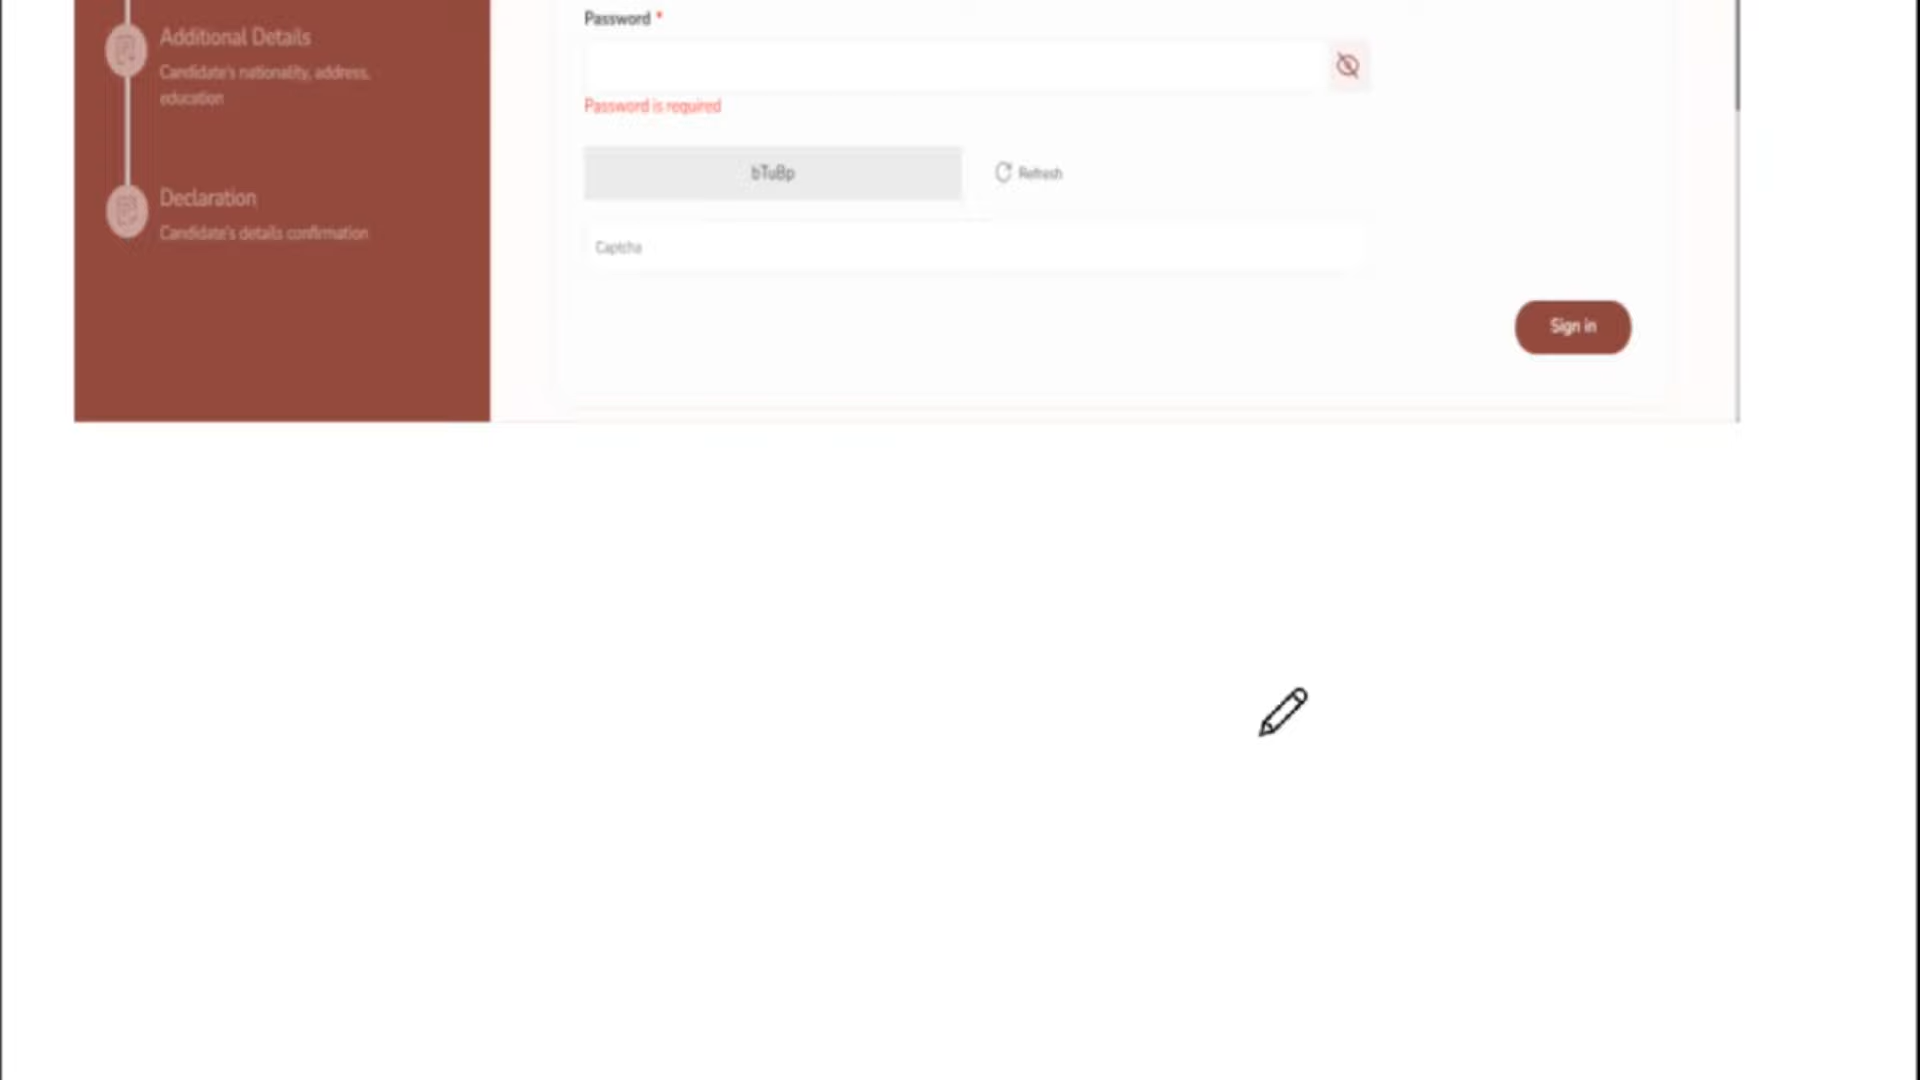 Additional Details
Candidate's nationality, address,
education
Declaration
Candidate's details confirmation
Password *
Password is required
bTuBp
Refresh
Captcha
Sign in